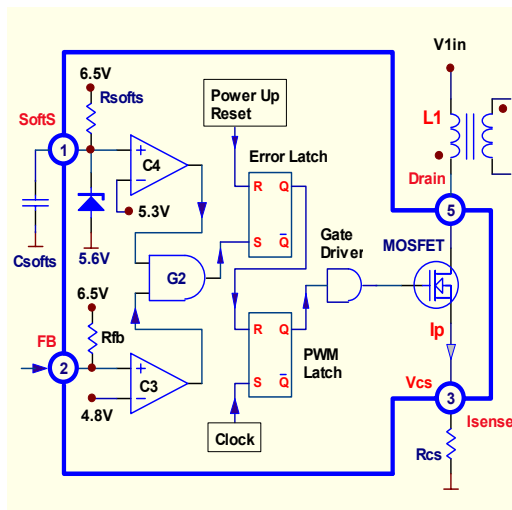 6.5V
Rsofts
SoftS
1
+
−
C4
5.3V
Csofts
5.6V
Power Up
Reset
Error Latch
R
Q
S
Q̅
G2
6.5V
Rfb
FB
2
+
−
C3
4.8V
Gate
Driver
R
Q
S
Q̅
PWM
Latch
Clock
V1in
L1
Drain
5
MOSFET
Ip
Vcs
3
Isense
Rcs